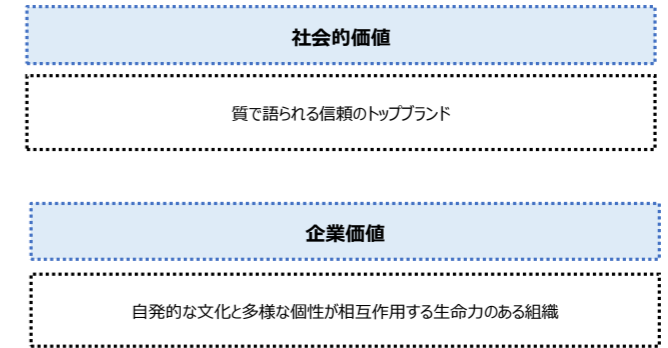 社会的価値
質で語られる信頼のトップブランド
企業価値
自発的な文化と多様な個性が相互作用する生命力のある組織